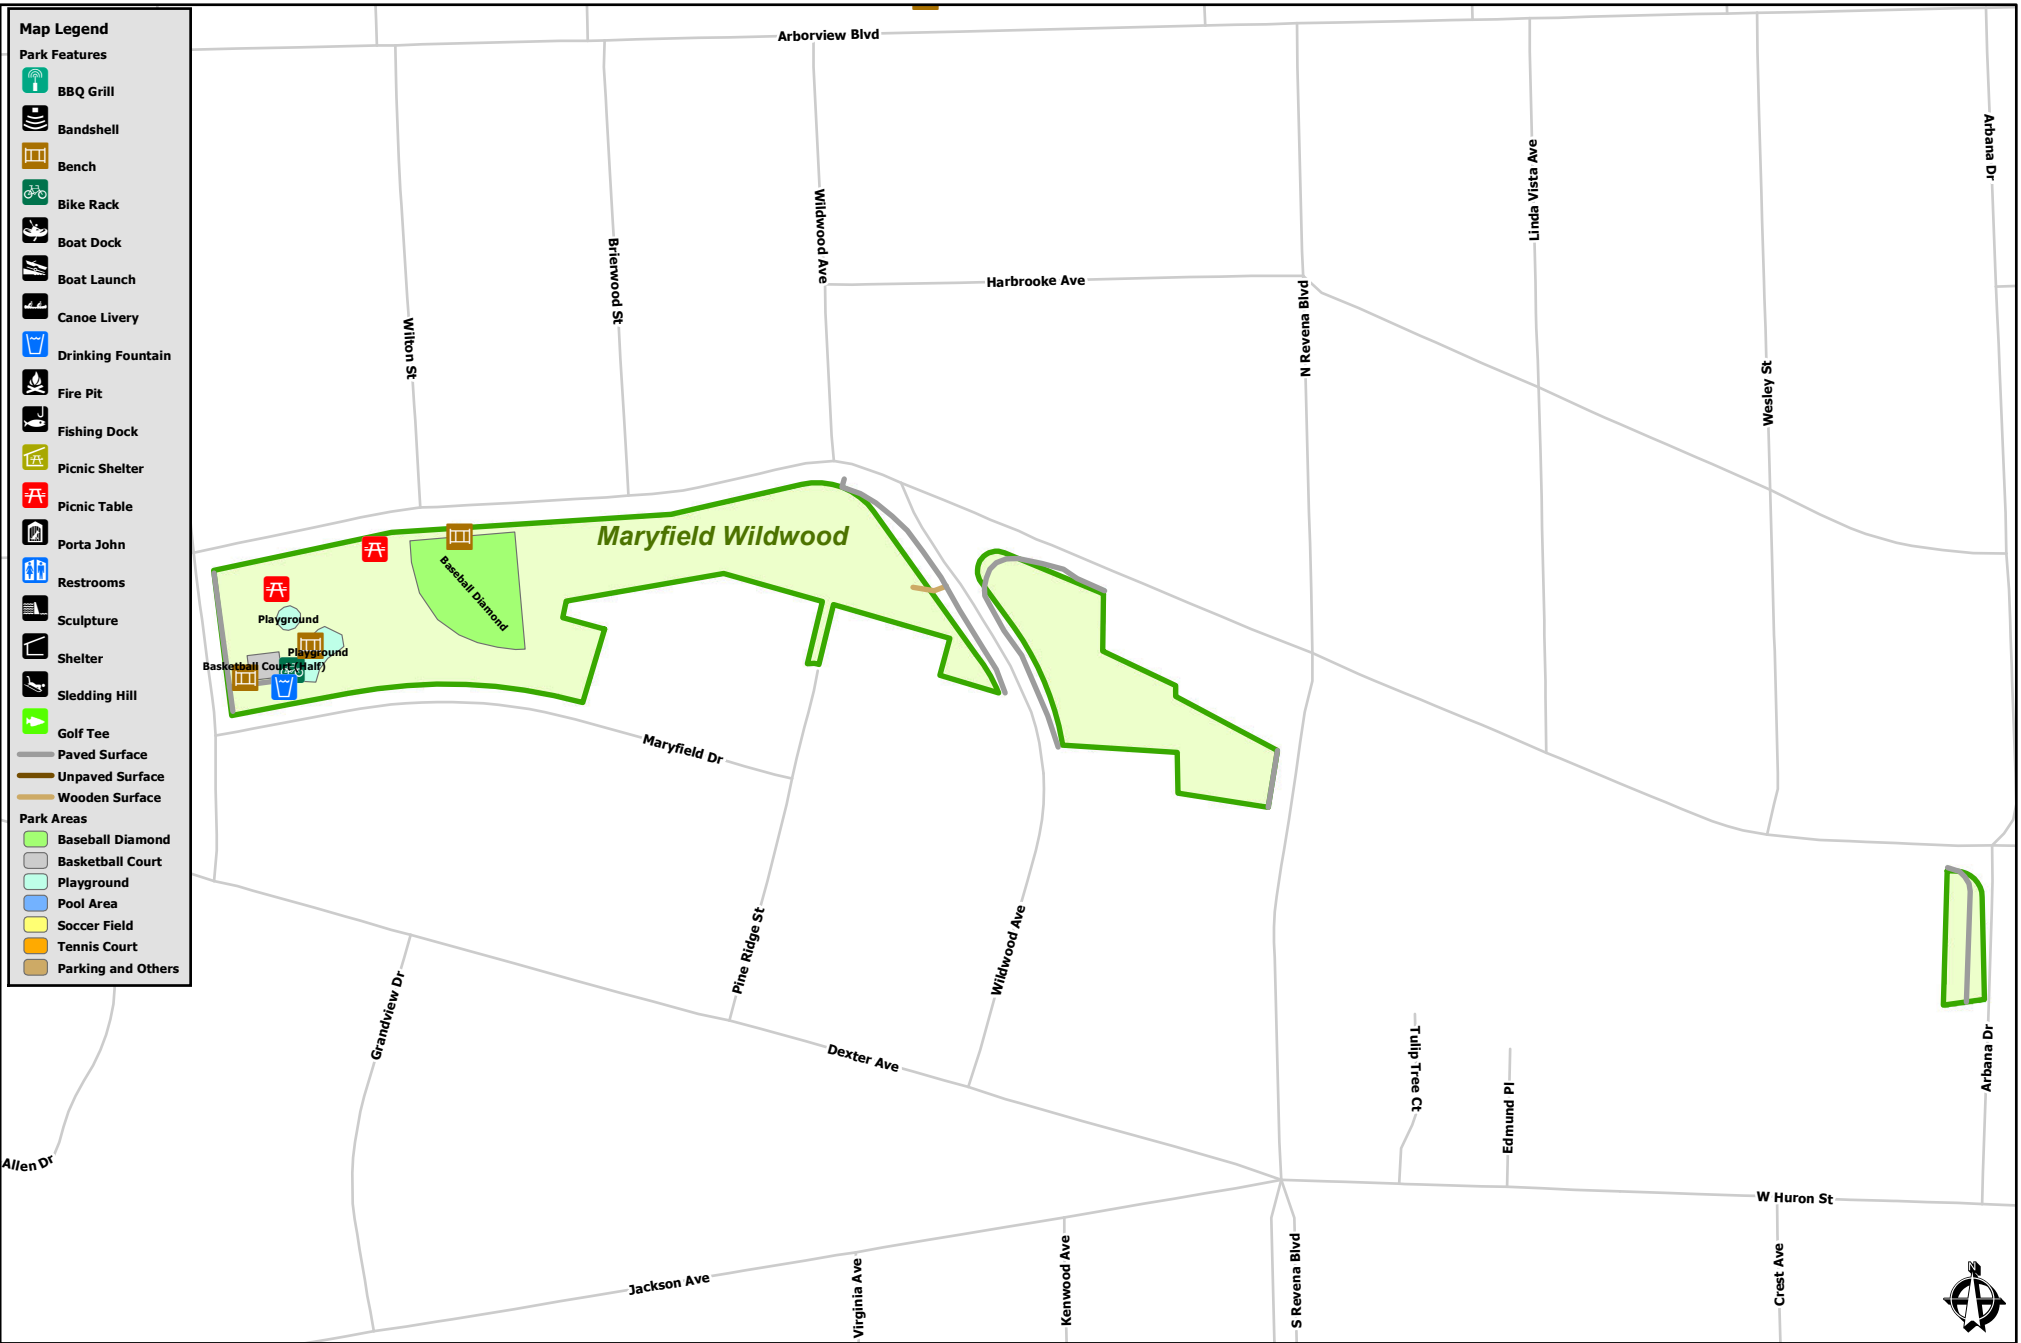 Map Legend
Park Features
BBQ Grill
Bandshell
Bench
Bike Rack
Boat Dock
Boat Launch
Canoe Livery
Drinking Fountain
Fire Pit
Fishing Dock
Picnic Shelter
Picnic Table
Porta John
Restrooms
Sculpture
Shelter
Sledding Hill
Golf Tee
Paved Surface
Unpaved Surface
Wooden Surface
Park Areas
Baseball Diamond
Basketball Court
Playground
Pool Area
Soccer Field
Tennis Court
Parking and Others
Arborview Blvd
Wilton St
Brierwood St
Wildwood Ave
Harbrooke Ave
N Revena Blvd
Linda Vista Ave
Wesley St
Arbana Dr
Maryfield Wildwood
Baseball Diamond
Playground
Playground
Basketball Court (Half)
Maryfield Dr
Pine Ridge St
Wildwood Ave
Grandview Dr
Dexter Ave
Allen Dr
Tulip Tree Ct
Edmund Pl
Arbana Dr
W Huron St
Jackson Ave
Virginia Ave
Kenwood Ave
S Revena Blvd
Crest Ave
N